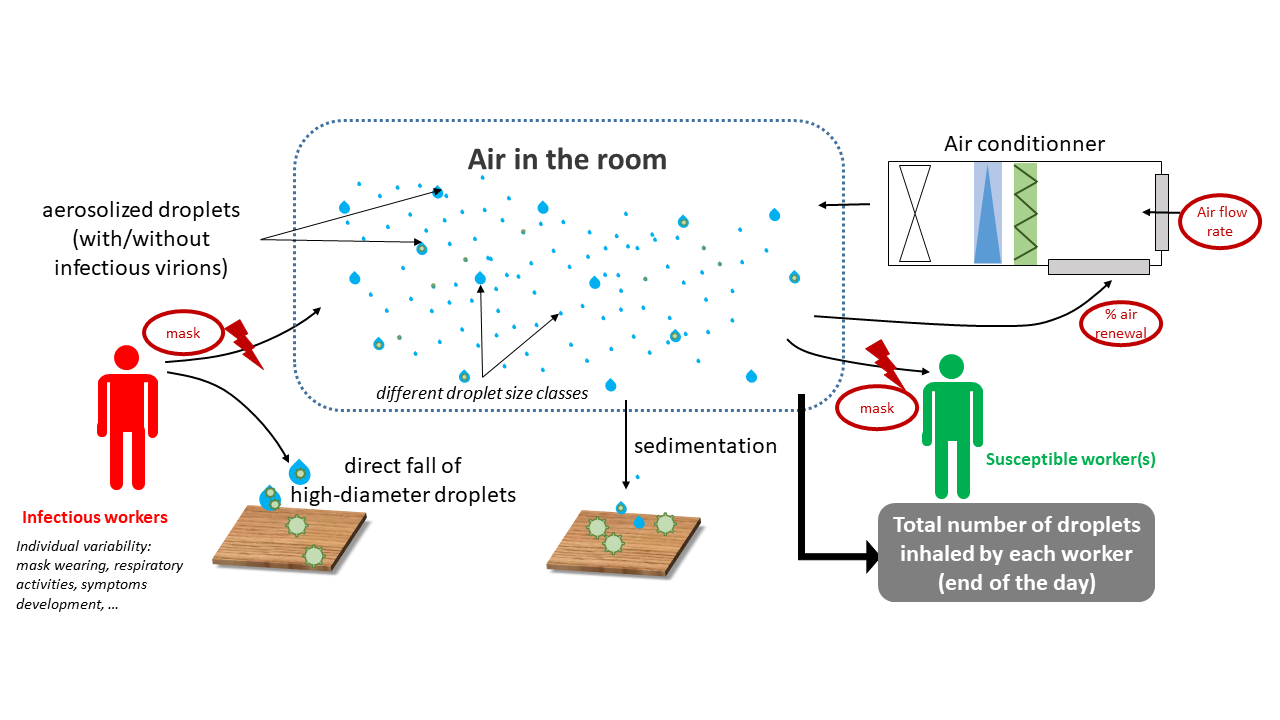 Air in the room
Air conditionner
aerosolized droplets
(with/without
infectious virions)
Air flow
rate
mask
% air
renewal
different droplet size classes
mask
sedimentation
direct fall of
high-diameter droplets
Susceptible worker(s)
Infectious workers
Individual variability:
mask wearing, respiratory
activities, symptoms
development, ...
Total number of droplets
inhaled by each worker
(end of the day)